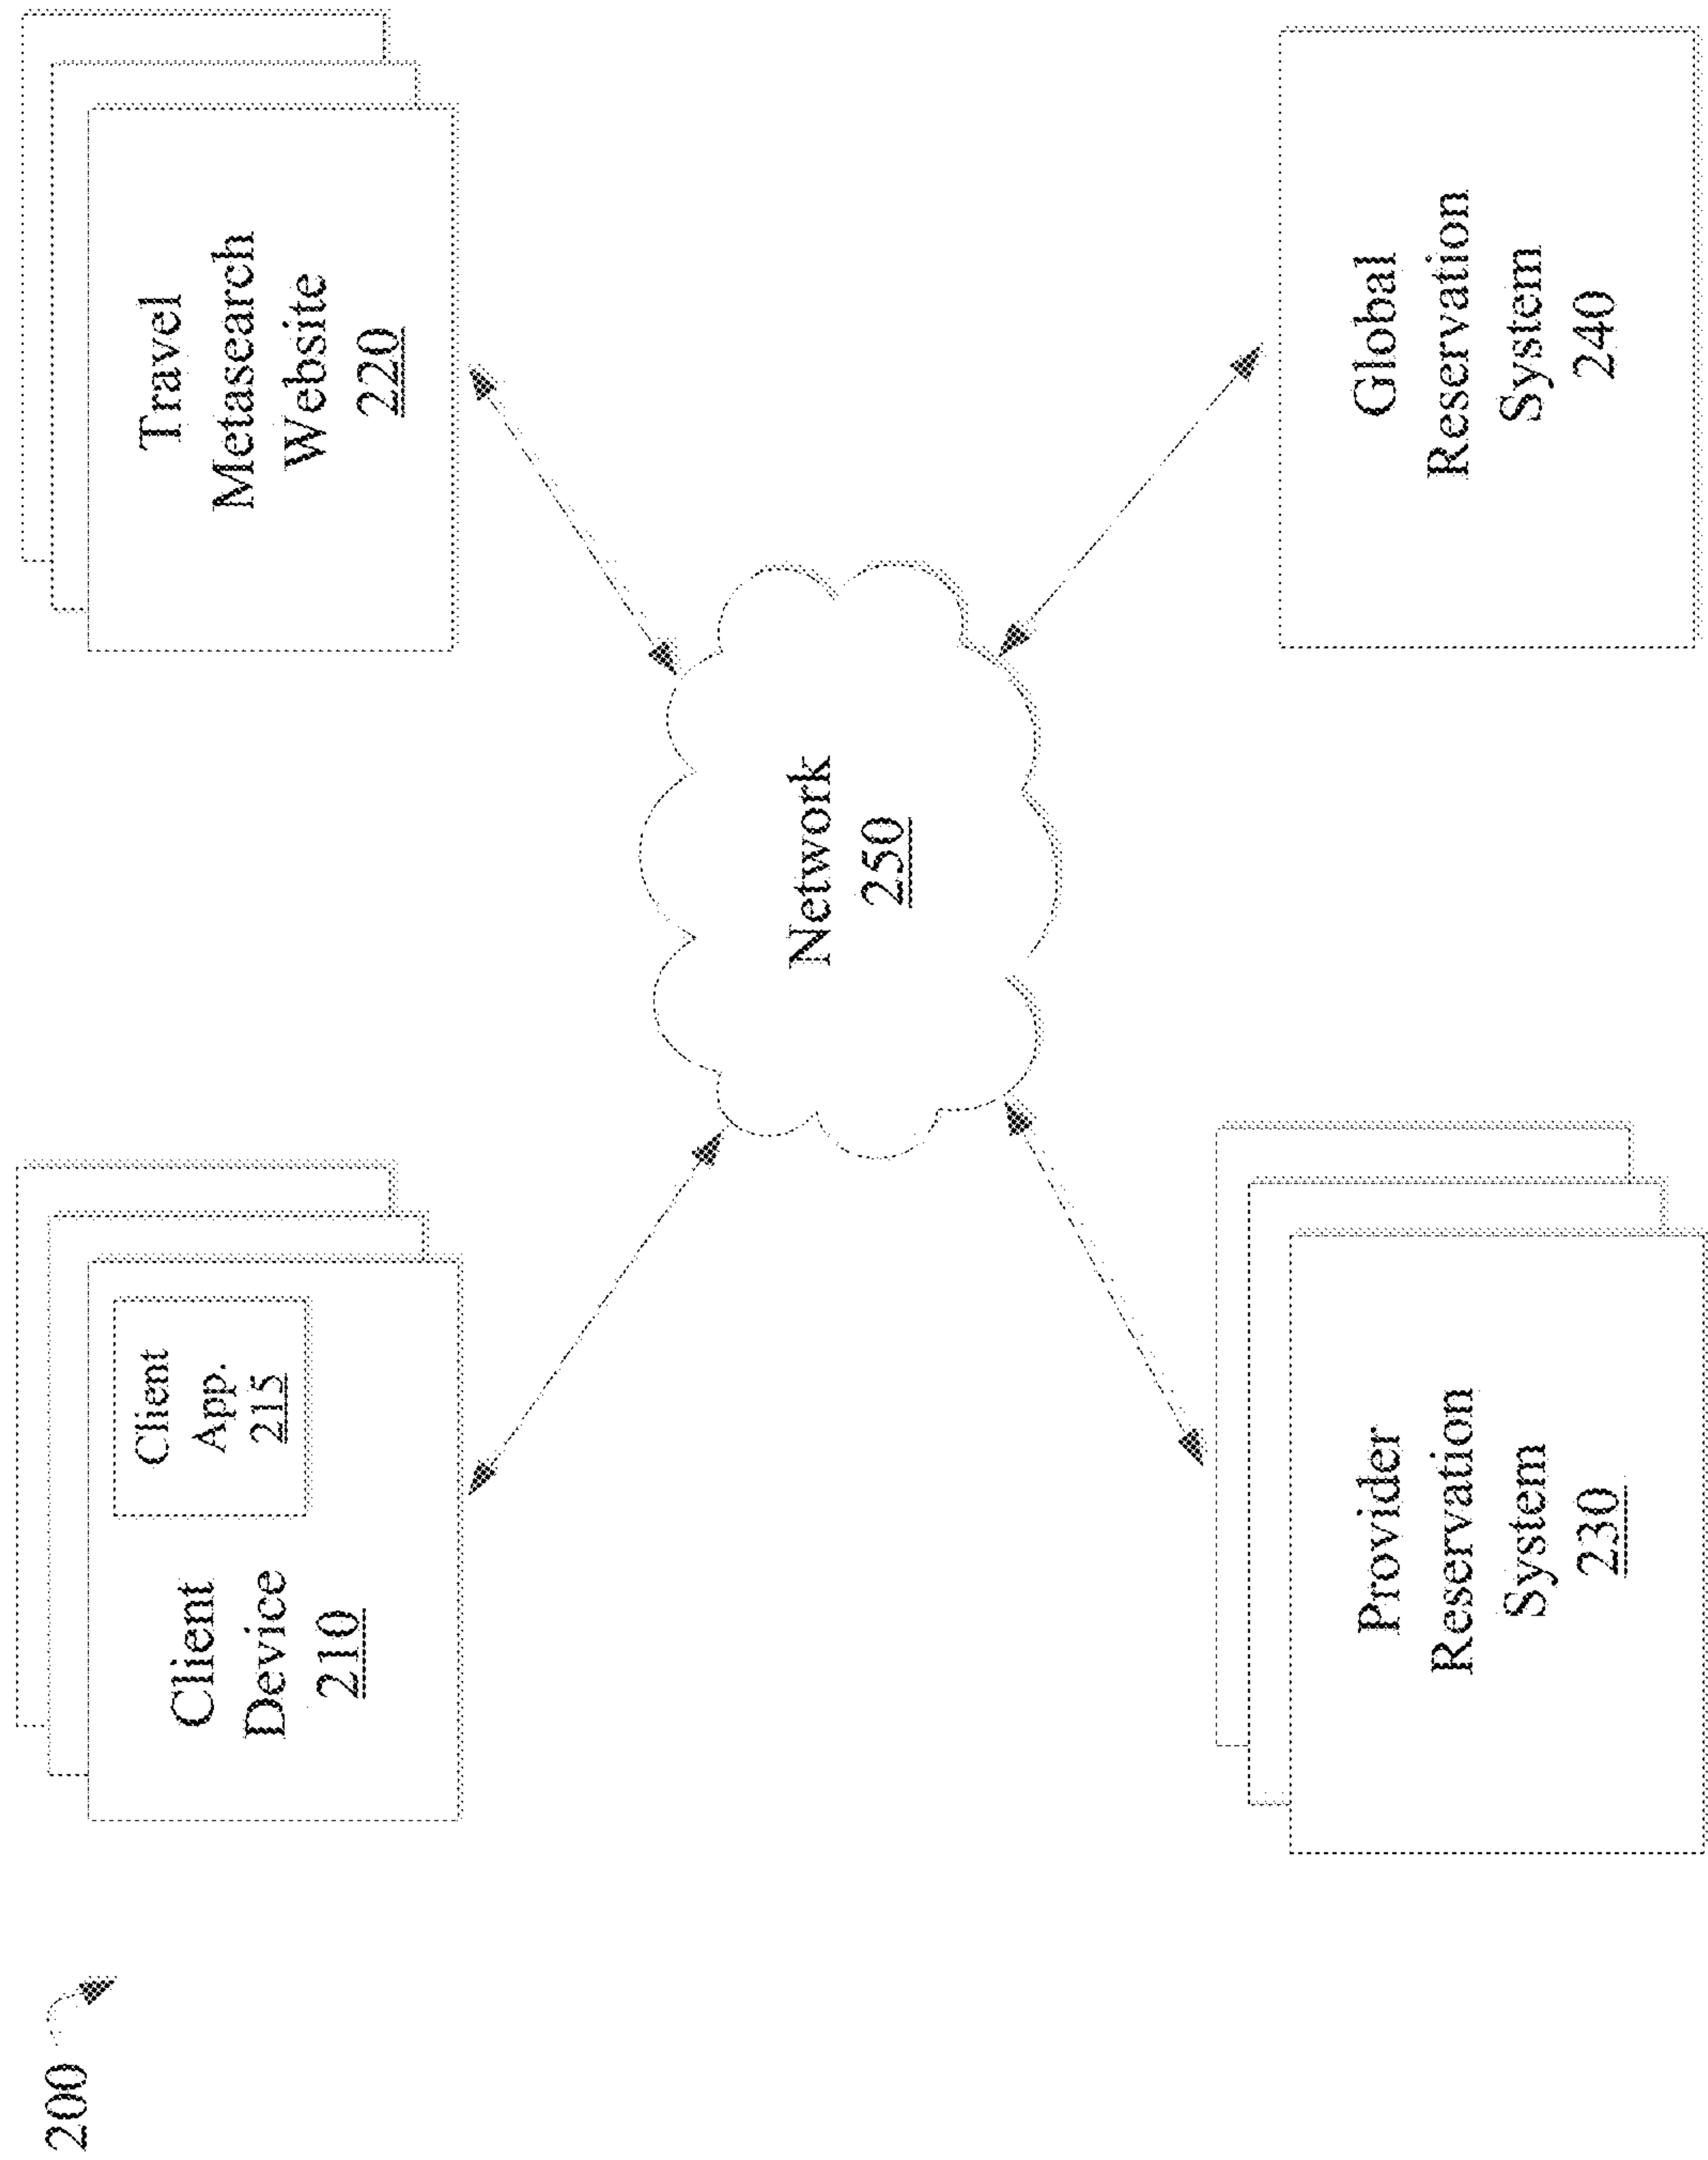 200
Client
Device
210
Client
App.
215
Travel
Metasearch
Website
220
Network
250
Provider
Reservation
System
230
Global
Reservation
System
240